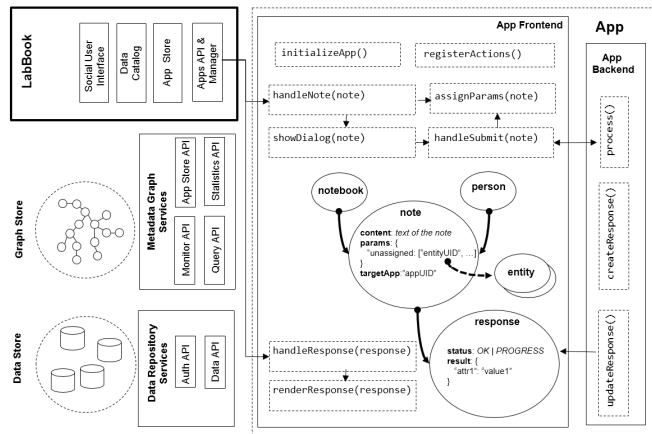 LabBook
Social User
Interface
Data
Catalog
App Store
Apps API &
Manager
Graph Store
Metadata Graph
Services
App Store API
Statistics API
Monitor API
Query API
Data Store
Data Repository
Services
Auth API
Data API
App Frontend
initializeApp()
registerActions()
handleNote(note)
assignParams(note)
showDialog(note)
handleSubmit(note)
notebook
person
note
content: text of the note
params: {
"unassigned: ["entityUID", ...]
}
targetApp:"appUID"
entity
response
status: OK | PROGRESS
result: {
"attr1": "value1"
}
handleResponse(response)
renderResponse(response)
App
App
Backend
process()
createResponse()
updateResponse()